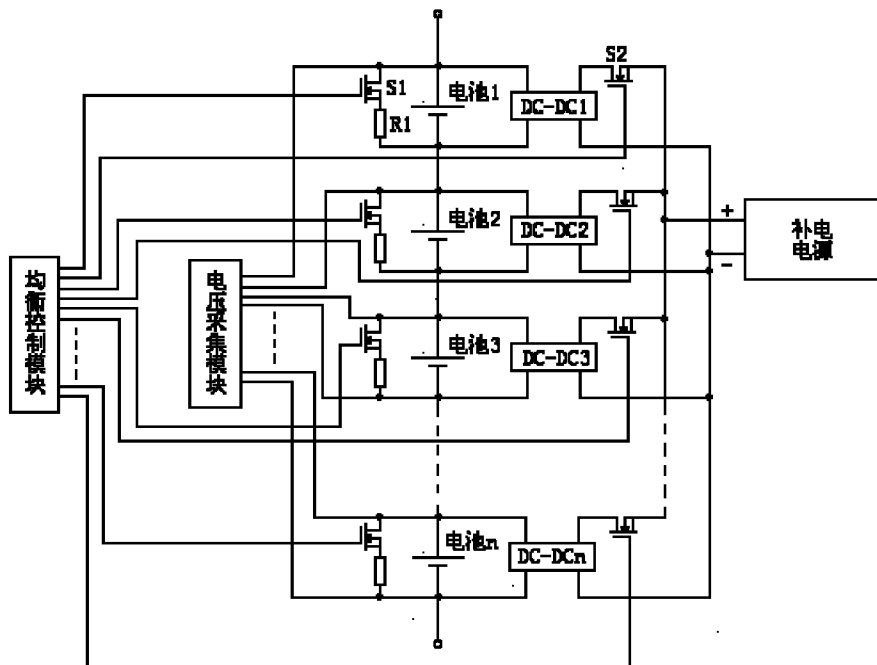 S2
S1
电池1
DC-DC1
R1
+
补电
电源
电池2
DC-DC2
−
均衡控制模块
电压采集模块
电池3
DC-DC3
电池n
DC-DCn